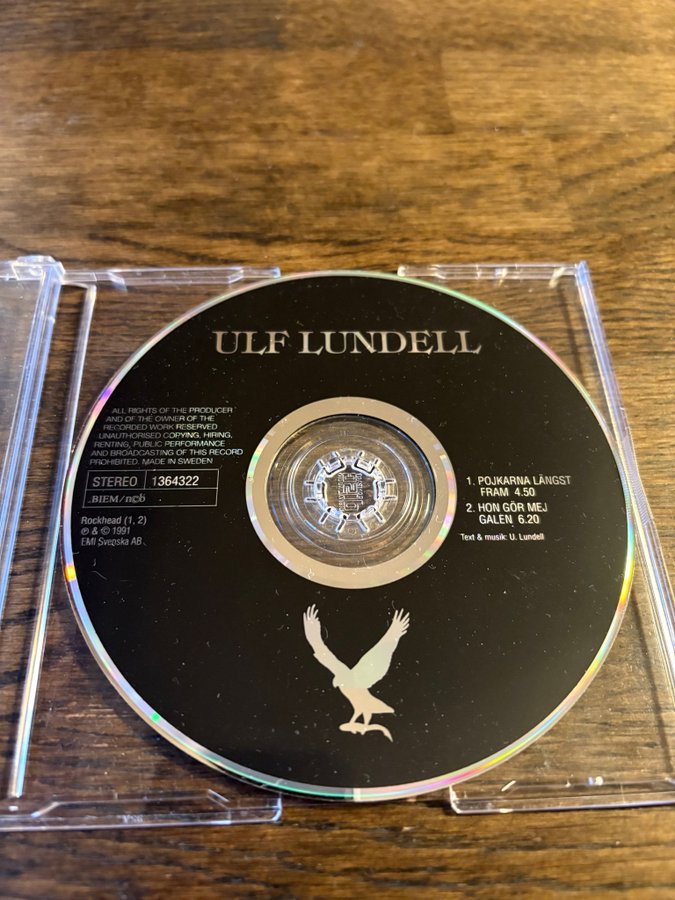 ULF LUNDELL
ALL RIGHTS OF THE PRODUCER
AND OF THE OWNER OF THE
RECORDED WORK RESERVED
UNAUTHORISED COPYING, HIRING,
RENTING, PUBLIC PERFORMANCE
AND BROADCASTING OF THIS RECORD
PROHIBITED. MADE IN SWEDEN
STEREO 1364322
BIEM/ncb
Rockhead (1, 2)
℗ & © 1991
EMI Svenska AB
1. POJKARNA LÄNGST
FRAM 4.50
2. HON GÖR MEJ
GALEN 6.20
Text & musik: U. Lundell